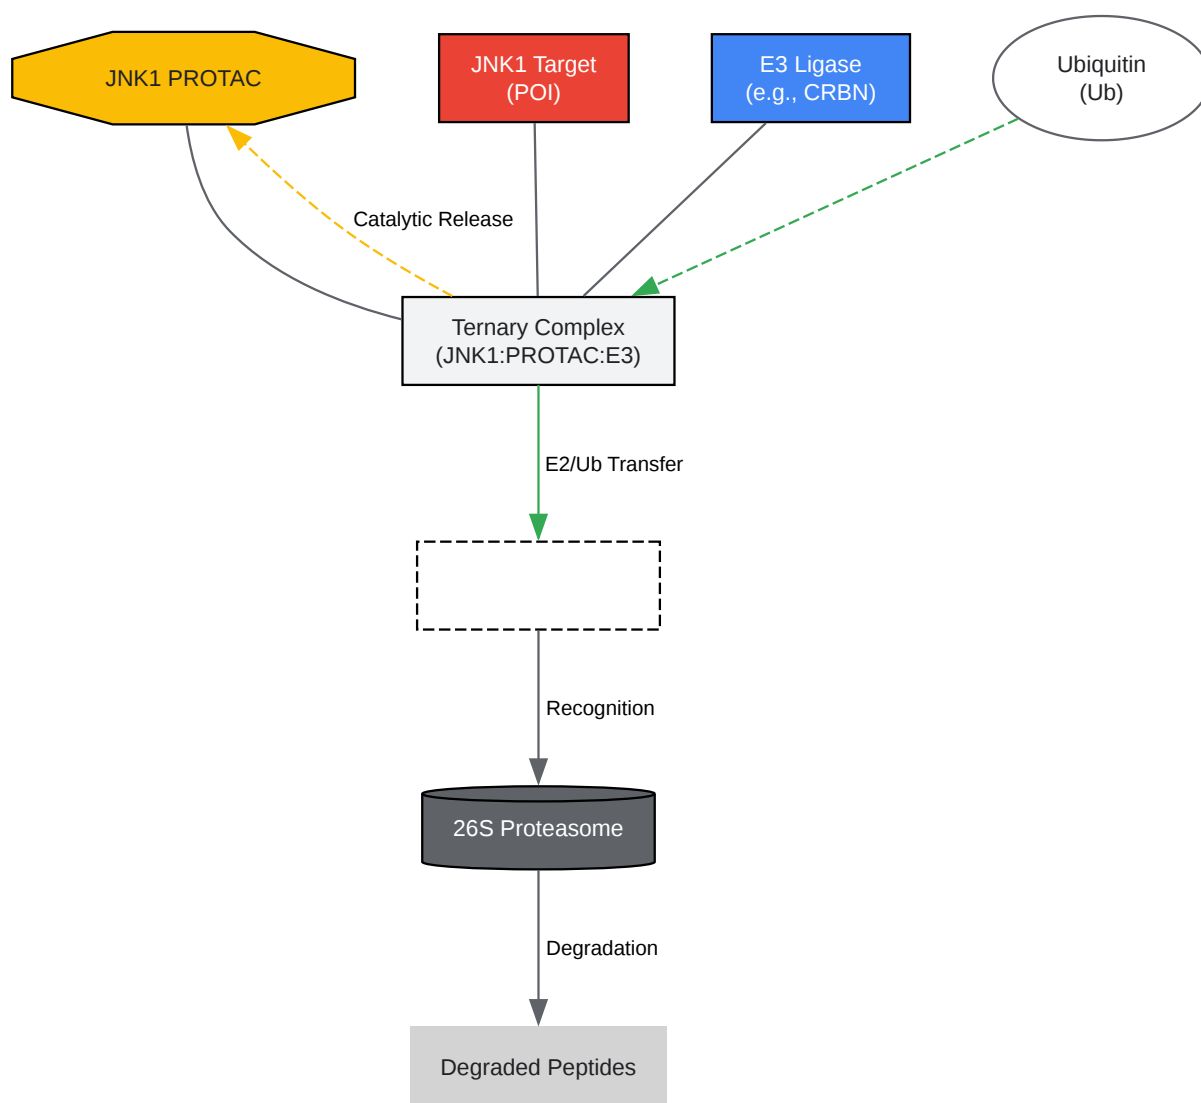 JNK1 PROTAC
JNK1 Target
(POI)
E3 Ligase
(e.g., CRBN)
Ubiquitin
(Ub)
Catalytic Release
Ternary Complex
(JNK1:PROTAC:E3)
E2/Ub Transfer
Recognition
26S Proteasome
Degradation
Degraded Peptides